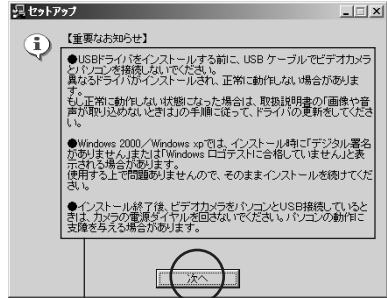 セットアップ
【重要なお知らせ】
●USBドライバをインストールする前に、USB ケーブルでビデオカメラ
とパソコンを接続しないでください。
異なるドライバがインストールされ、正常に動作しない場合がありま
す。
もし正常に動作しない状態になった場合は、取扱説明書の「画像や音
声が取り込めないときは」の手順に従って、ドライバの更新をしてくださ
い。
●Windows 2000／Windows xpでは、インストール時に「デジタル署名
がありません」または「Windows ロゴテストに合格していません」と表
示される場合があります。
使用する上で問題ありませんので、そのままインストールを続けてくだ
さい。
●インストール終了後、ビデオカメラをパソコンとUSB接続していると
きは、カメラの電源ダイヤルを回さないでください。パソコンの動作に
支障を与える場合があります。
次へ